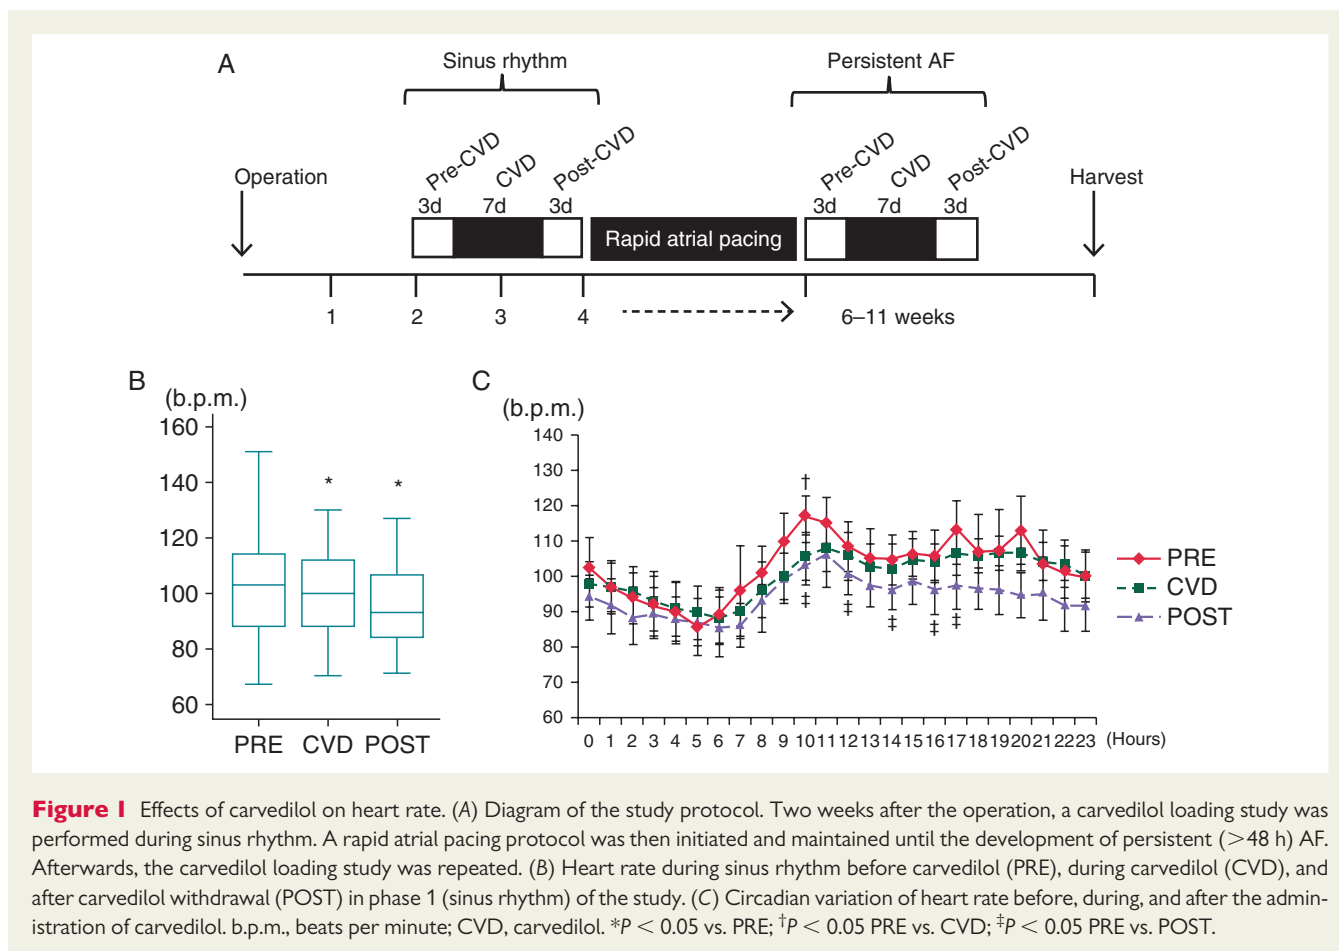 A
Sinus rhythm
Persistent AF
Operation
Pre-CVD
CVD
Post-CVD
Pre-CVD
CVD
Post-CVD
Harvest
3d 7d 3d
Rapid atrial pacing
3d 7d 3d
1 2 3 4 6–11 weeks
B
(b.p.m.)
160
140
120
100
80
60
* *
PRE CVD POST
C
(b.p.m.)
140
130
120
110
100
90
80
70
60
†
‡ ‡ ‡ ‡ ‡
0 1 2 3 4 5 6 7 8 9 10 11 12 13 14 15 16 17 18 19 20 21 22 23 (Hours)
PRE
CVD
POST
Figure 1 Effects of carvedilol on heart rate. (A) Diagram of the study protocol. Two weeks after the operation, a carvedilol loading study was
performed during sinus rhythm. A rapid atrial pacing protocol was then initiated and maintained until the development of persistent (>48 h) AF.
Afterwards, the carvedilol loading study was repeated. (B) Heart rate during sinus rhythm before carvedilol (PRE), during carvedilol (CVD), and
after carvedilol withdrawal (POST) in phase 1 (sinus rhythm) of the study. (C) Circadian variation of heart rate before, during, and after the admin-
istration of carvedilol. b.p.m., beats per minute; CVD, carvedilol. *P < 0.05 vs. PRE; †P < 0.05 PRE vs. CVD; ‡P < 0.05 PRE vs. POST.